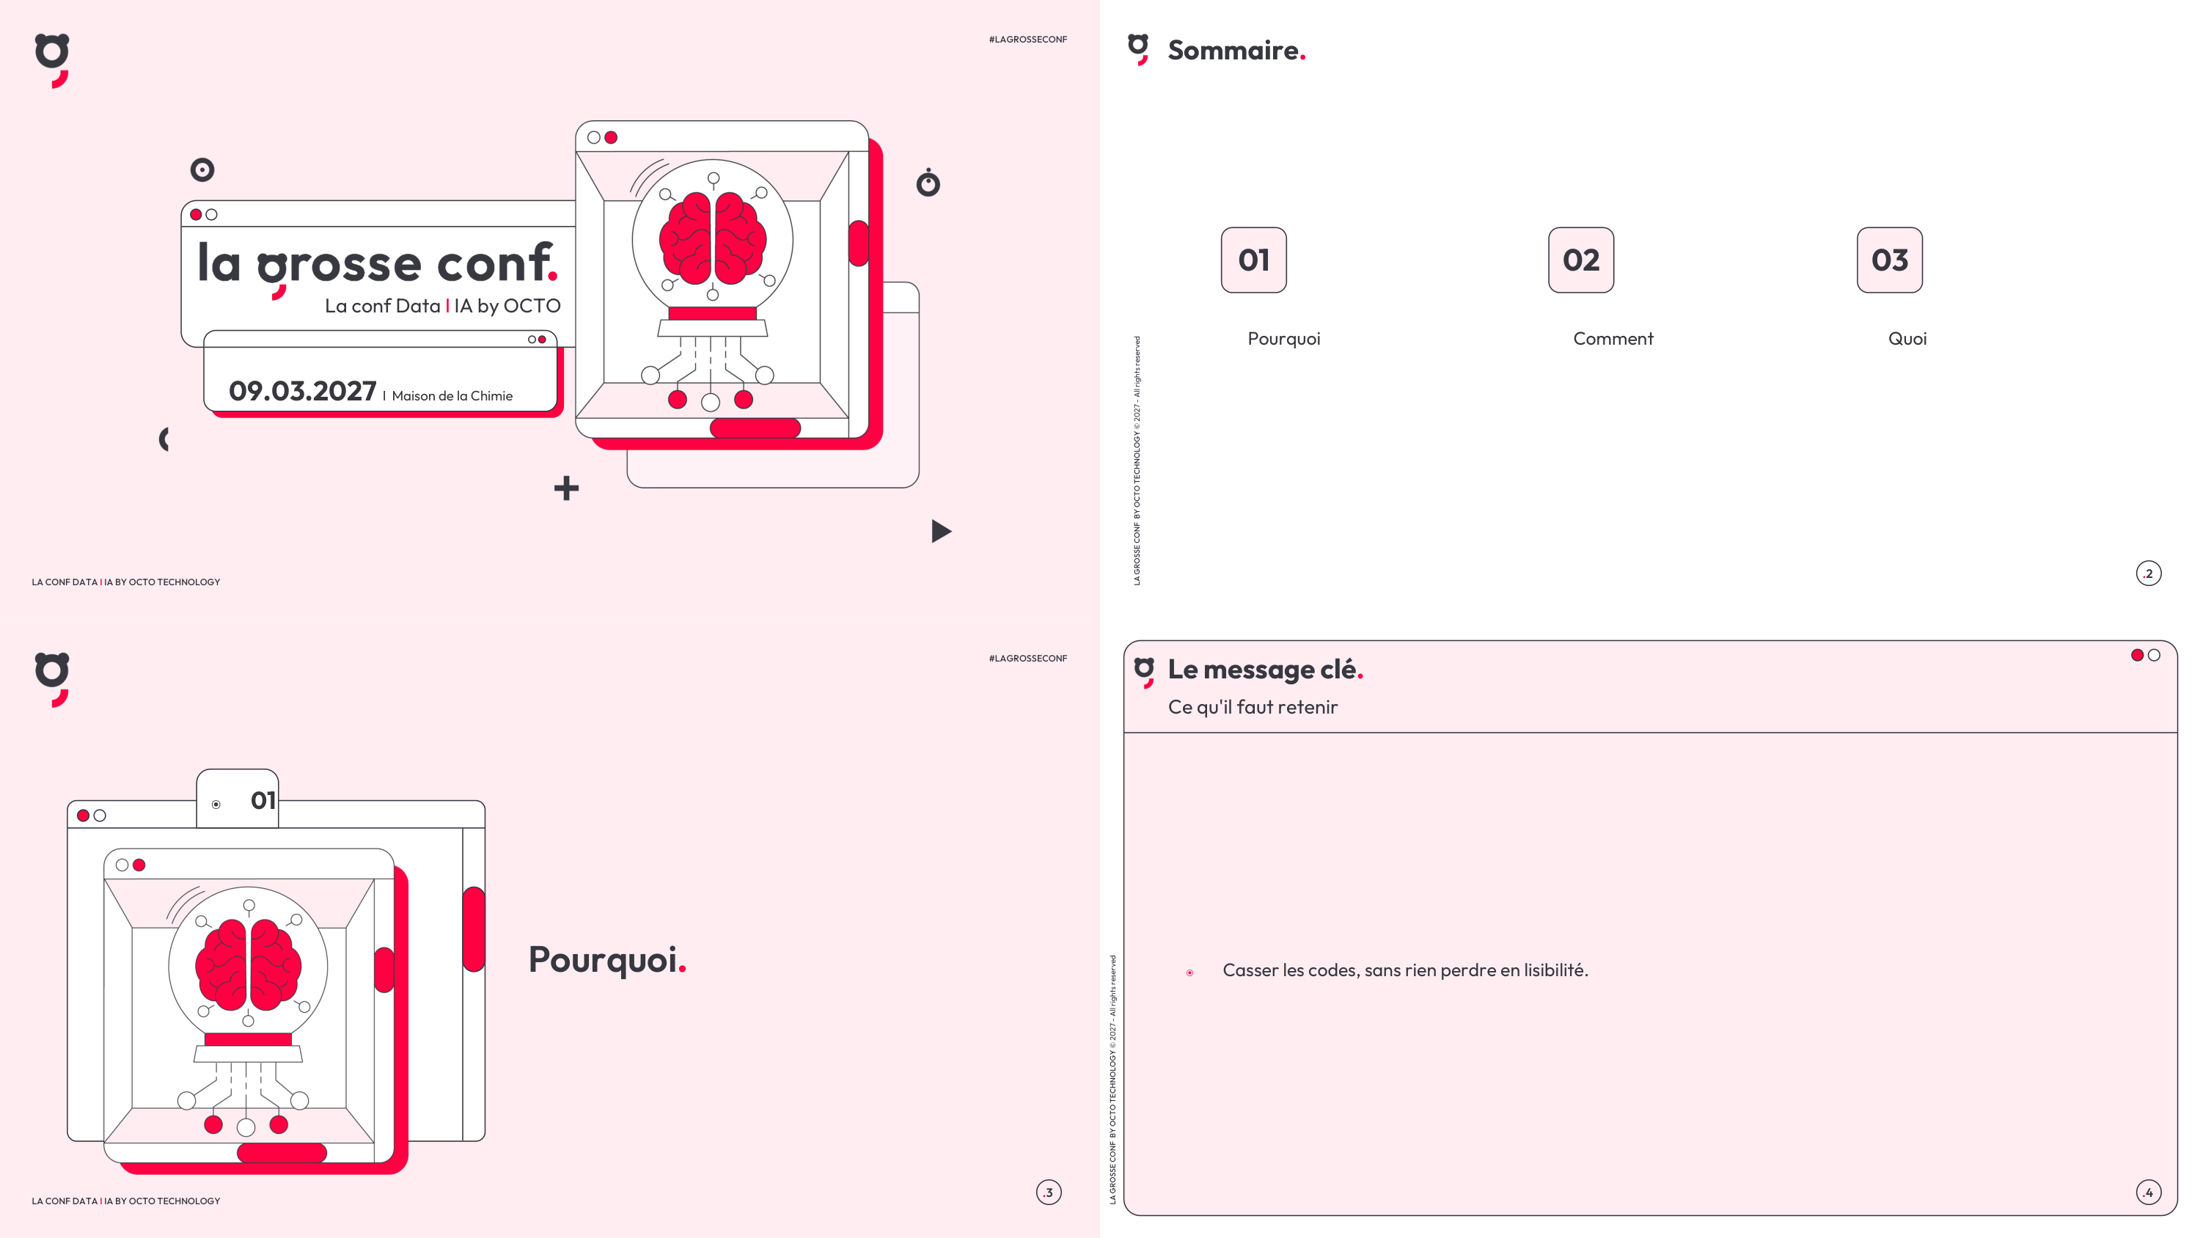 #LAGROSSECONF
la grosse conf.
La conf Data | IA by OCTO
09.03.2027 | Maison de la Chimie
LA CONF DATA | IA BY OCTO TECHNOLOGY
Sommaire.
01
02
03
Pourquoi
Comment
Quoi
LA GROSSE CONF BY OCTO TECHNOLOGY © 2027 - All rights reserved
.2
#LAGROSSECONF
01
Pourquoi.
LA CONF DATA | IA BY OCTO TECHNOLOGY
.3
Le message clé.
Ce qu'il faut retenir
Casser les codes, sans rien perdre en lisibilité.
LA GROSSE CONF BY OCTO TECHNOLOGY © 2027 - All rights reserved
.4